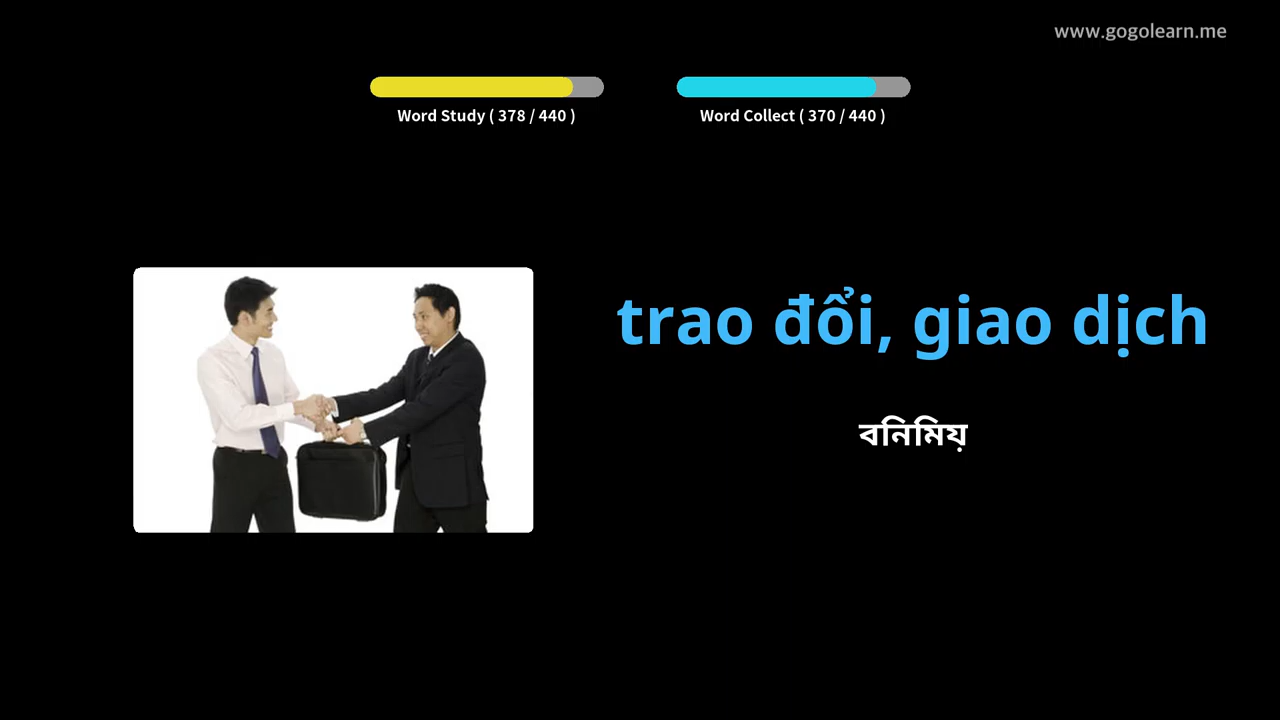 www.gogolearn.me
Word Study ( 378 / 440 )
Word Collect ( 370 / 440 )
trao đổi, giao dịch
বনিমিয়